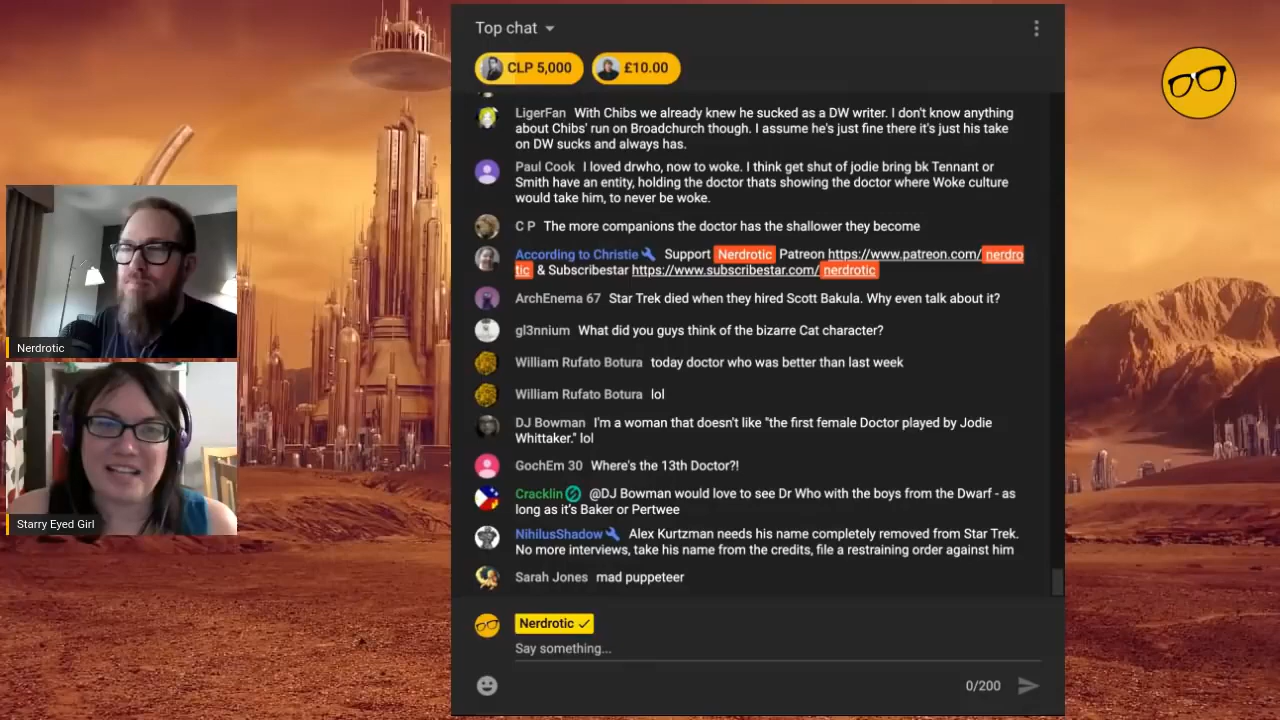 Top chat
CLP 5,000
£10.00
LigerFan With Chibs we already knew he sucked as a DW writer. I don't know anything
about Chibs' run on Broadchurch though. I assume he's just fine there it's just his take
on DW sucks and always has.
Paul Cook I loved drwho, now to woke. I think get shut of jodie bring bk Tennant or
Smith have an entity, holding the doctor thats showing the doctor where Woke culture
would take him, to never be woke.
C P The more companions the doctor has the shallower they become
According to Christie Support Nerdrotic Patreon https://www.patreon.com/nerdro
tic & Subscribestar https://www.subscribestar.com/nerdrotic
ArchEnema 67 Star Trek died when they hired Scott Bakula. Why even talk about it?
gl3nnium What did you guys think of the bizarre Cat character?
William Rufato Botura today doctor who was better than last week
William Rufato Botura lol
DJ Bowman I'm a woman that doesn't like "the first female Doctor played by Jodie
Whittaker." lol
GochEm 30 Where's the 13th Doctor?!
Cracklin @DJ Bowman would love to see Dr Who with the boys from the Dwarf - as
long as it's Baker or Pertwee
NihilusShadow Alex Kurtzman needs his name completely removed from Star Trek.
No more interviews, take his name from the credits, file a restraining order against him
Sarah Jones mad puppeteer
Nerdrotic
Say something...
0/200
Nerdrotic
Starry Eyed Girl